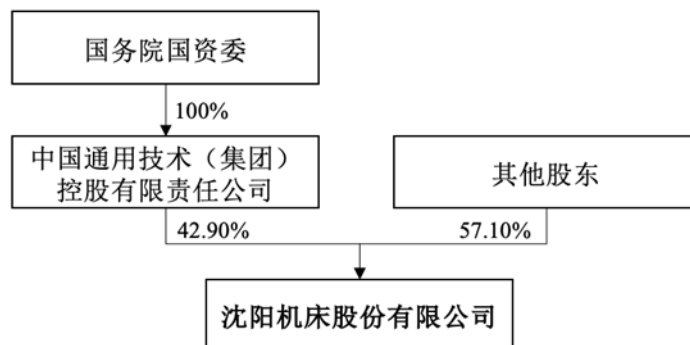 国务院国资委
100%
中国通用技术（集团）
控股有限责任公司
其他股东
42.90%
57.10%
沈阳机床股份有限公司